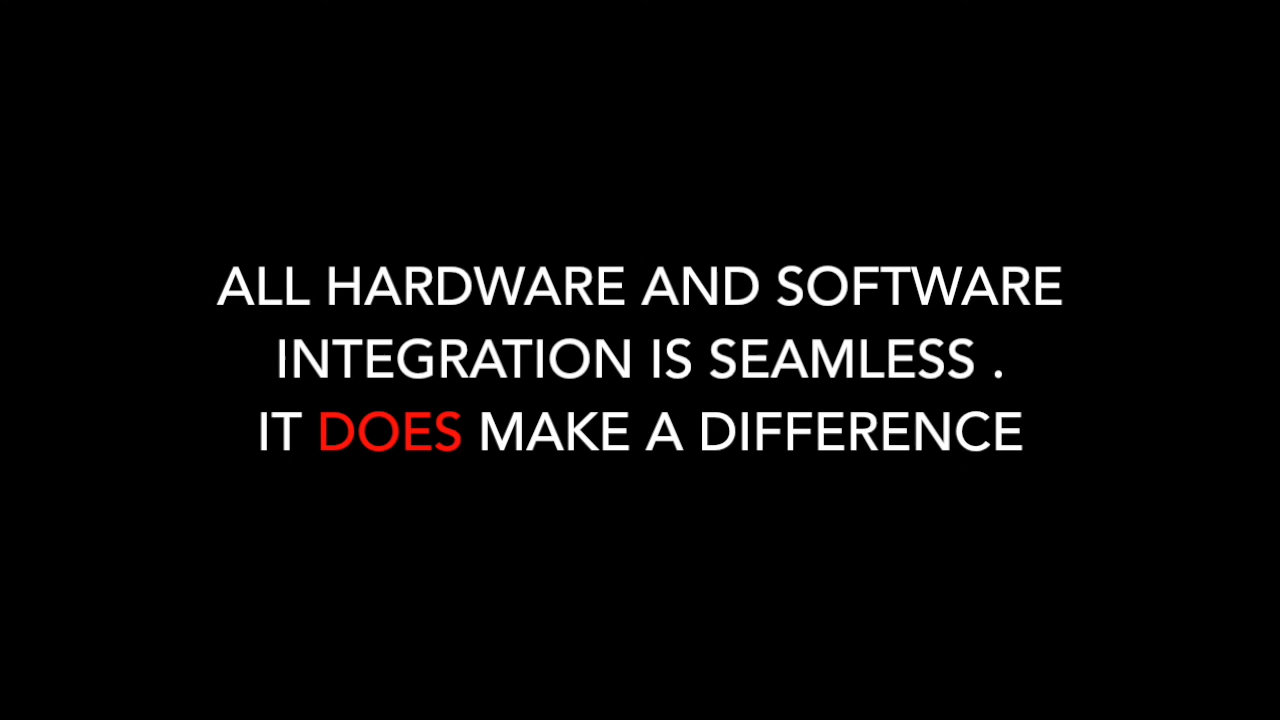 ALL HARDWARE AND SOFTWARE
INTEGRATION IS SEAMLESS .
IT DOES MAKE A DIFFERENCE